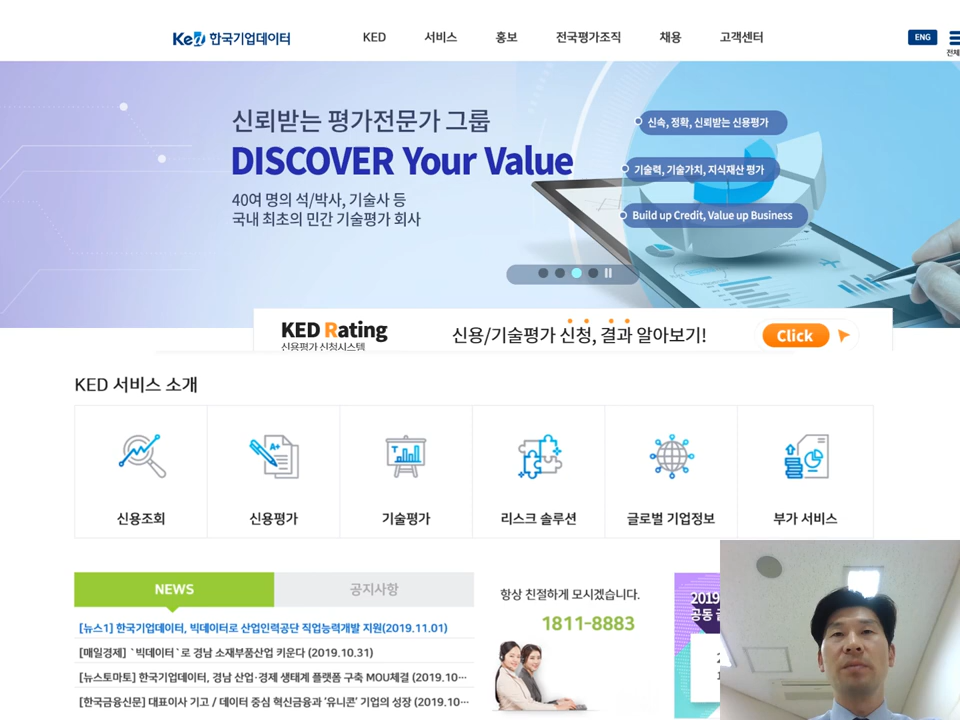 Ked 한국기업데이터
KED 서비스 홍보 전국평가조직 채용 고객센터
ENG
전체
신뢰받는 평가전문가 그룹
DISCOVER Your Value
40여 명의 석/박사, 기술사 등
국내 최초의 민간 기술평가 회사
신속, 정확, 신뢰받는 신용평가
기술력, 기술가치, 지식재산 평가
Build up Credit, Value up Business
KED Rating
신용평가 신청시스템
신용/기술평가 신청, 결과 알아보기!
Click
KED 서비스 소개
신용조회 신용평가 기술평가 리스크 솔루션 글로벌 기업정보 부가 서비스
NEWS 공지사항
[뉴스1] 한국기업데이터, 빅데이터로 산업인력공단 직업능력개발 지원(2019.11.01)
[매일경제] `빅데이터`로 경남 소재부품산업 키운다 (2019.10.31)
[뉴스토마토] 한국기업데이터, 경남 산업·경제 생태계 플랫폼 구축 MOU체결 (2019.10···
[한국금융신문] 대표이사 기고 / 데이터 중심 혁신금융과 '유니콘' 기업의 성장 (2019.10···
항상 친절하게 모시겠습니다.
1811-8883
2019
공동